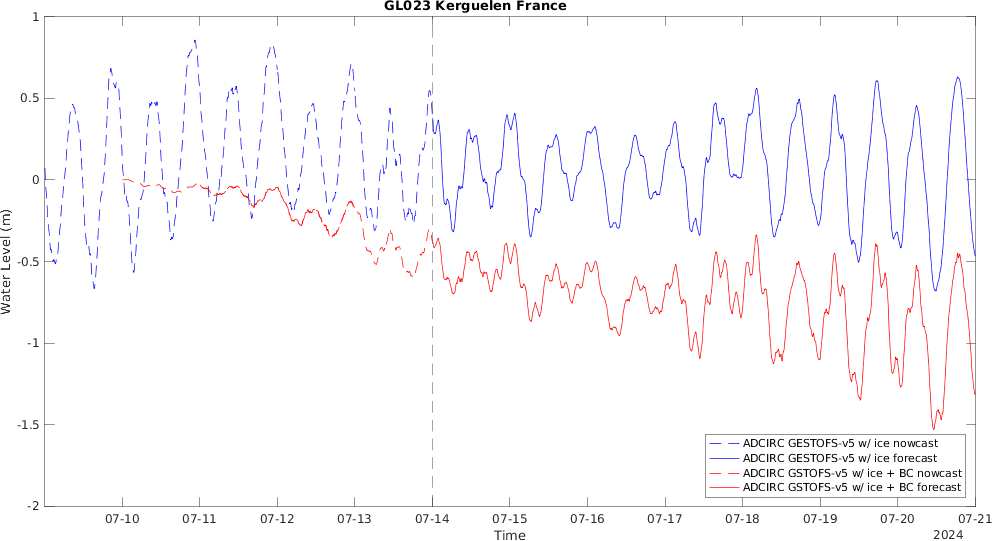 GL023 Kerguelen France
1
0.5
0
-0.5
-1
-1.5
-2
Water Level (m)
ADCIRC GESTOFS-v5 w/ ice nowcast
ADCIRC GESTOFS-v5 w/ ice forecast
ADCIRC GSTOFS-v5 w/ ice + BC nowcast
ADCIRC GSTOFS-v5 w/ ice + BC forecast
07-10 07-11 07-12 07-13 07-14 07-15 07-16 07-17 07-18 07-19 07-20 07-21
Time
2024